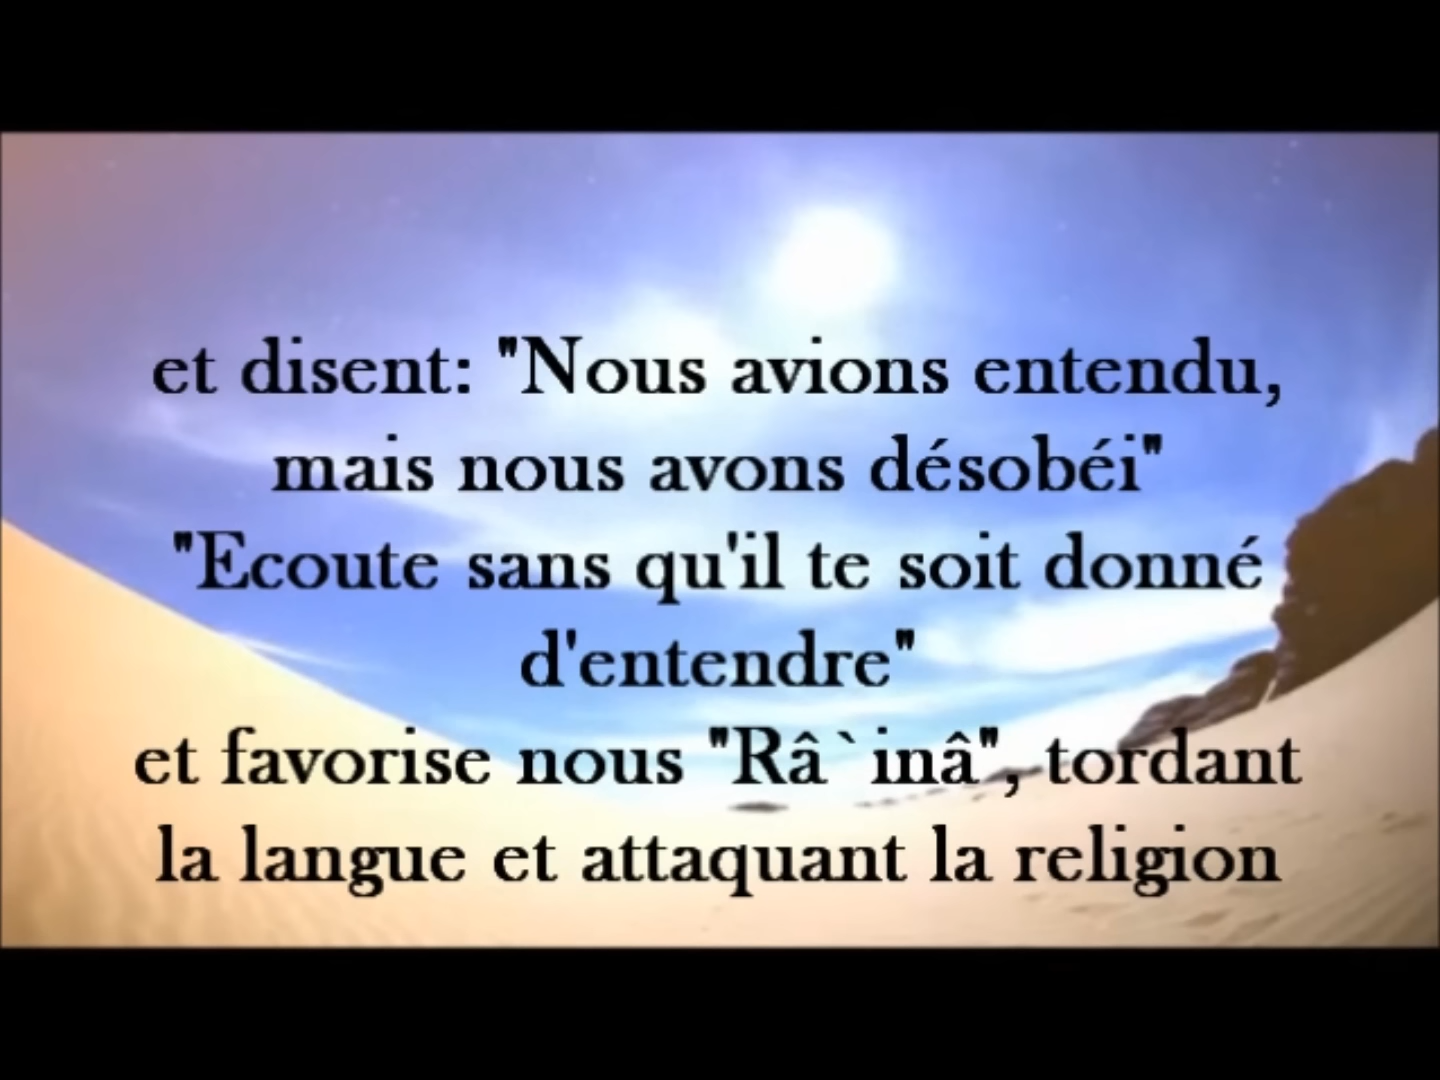 et disent: "Nous avions entendu,
mais nous avons désobéi"
"Ecoute sans qu'il te soit donné
d'entendre"
et favorise nous "Râ`inâ", tordant
la langue et attaquant la religion